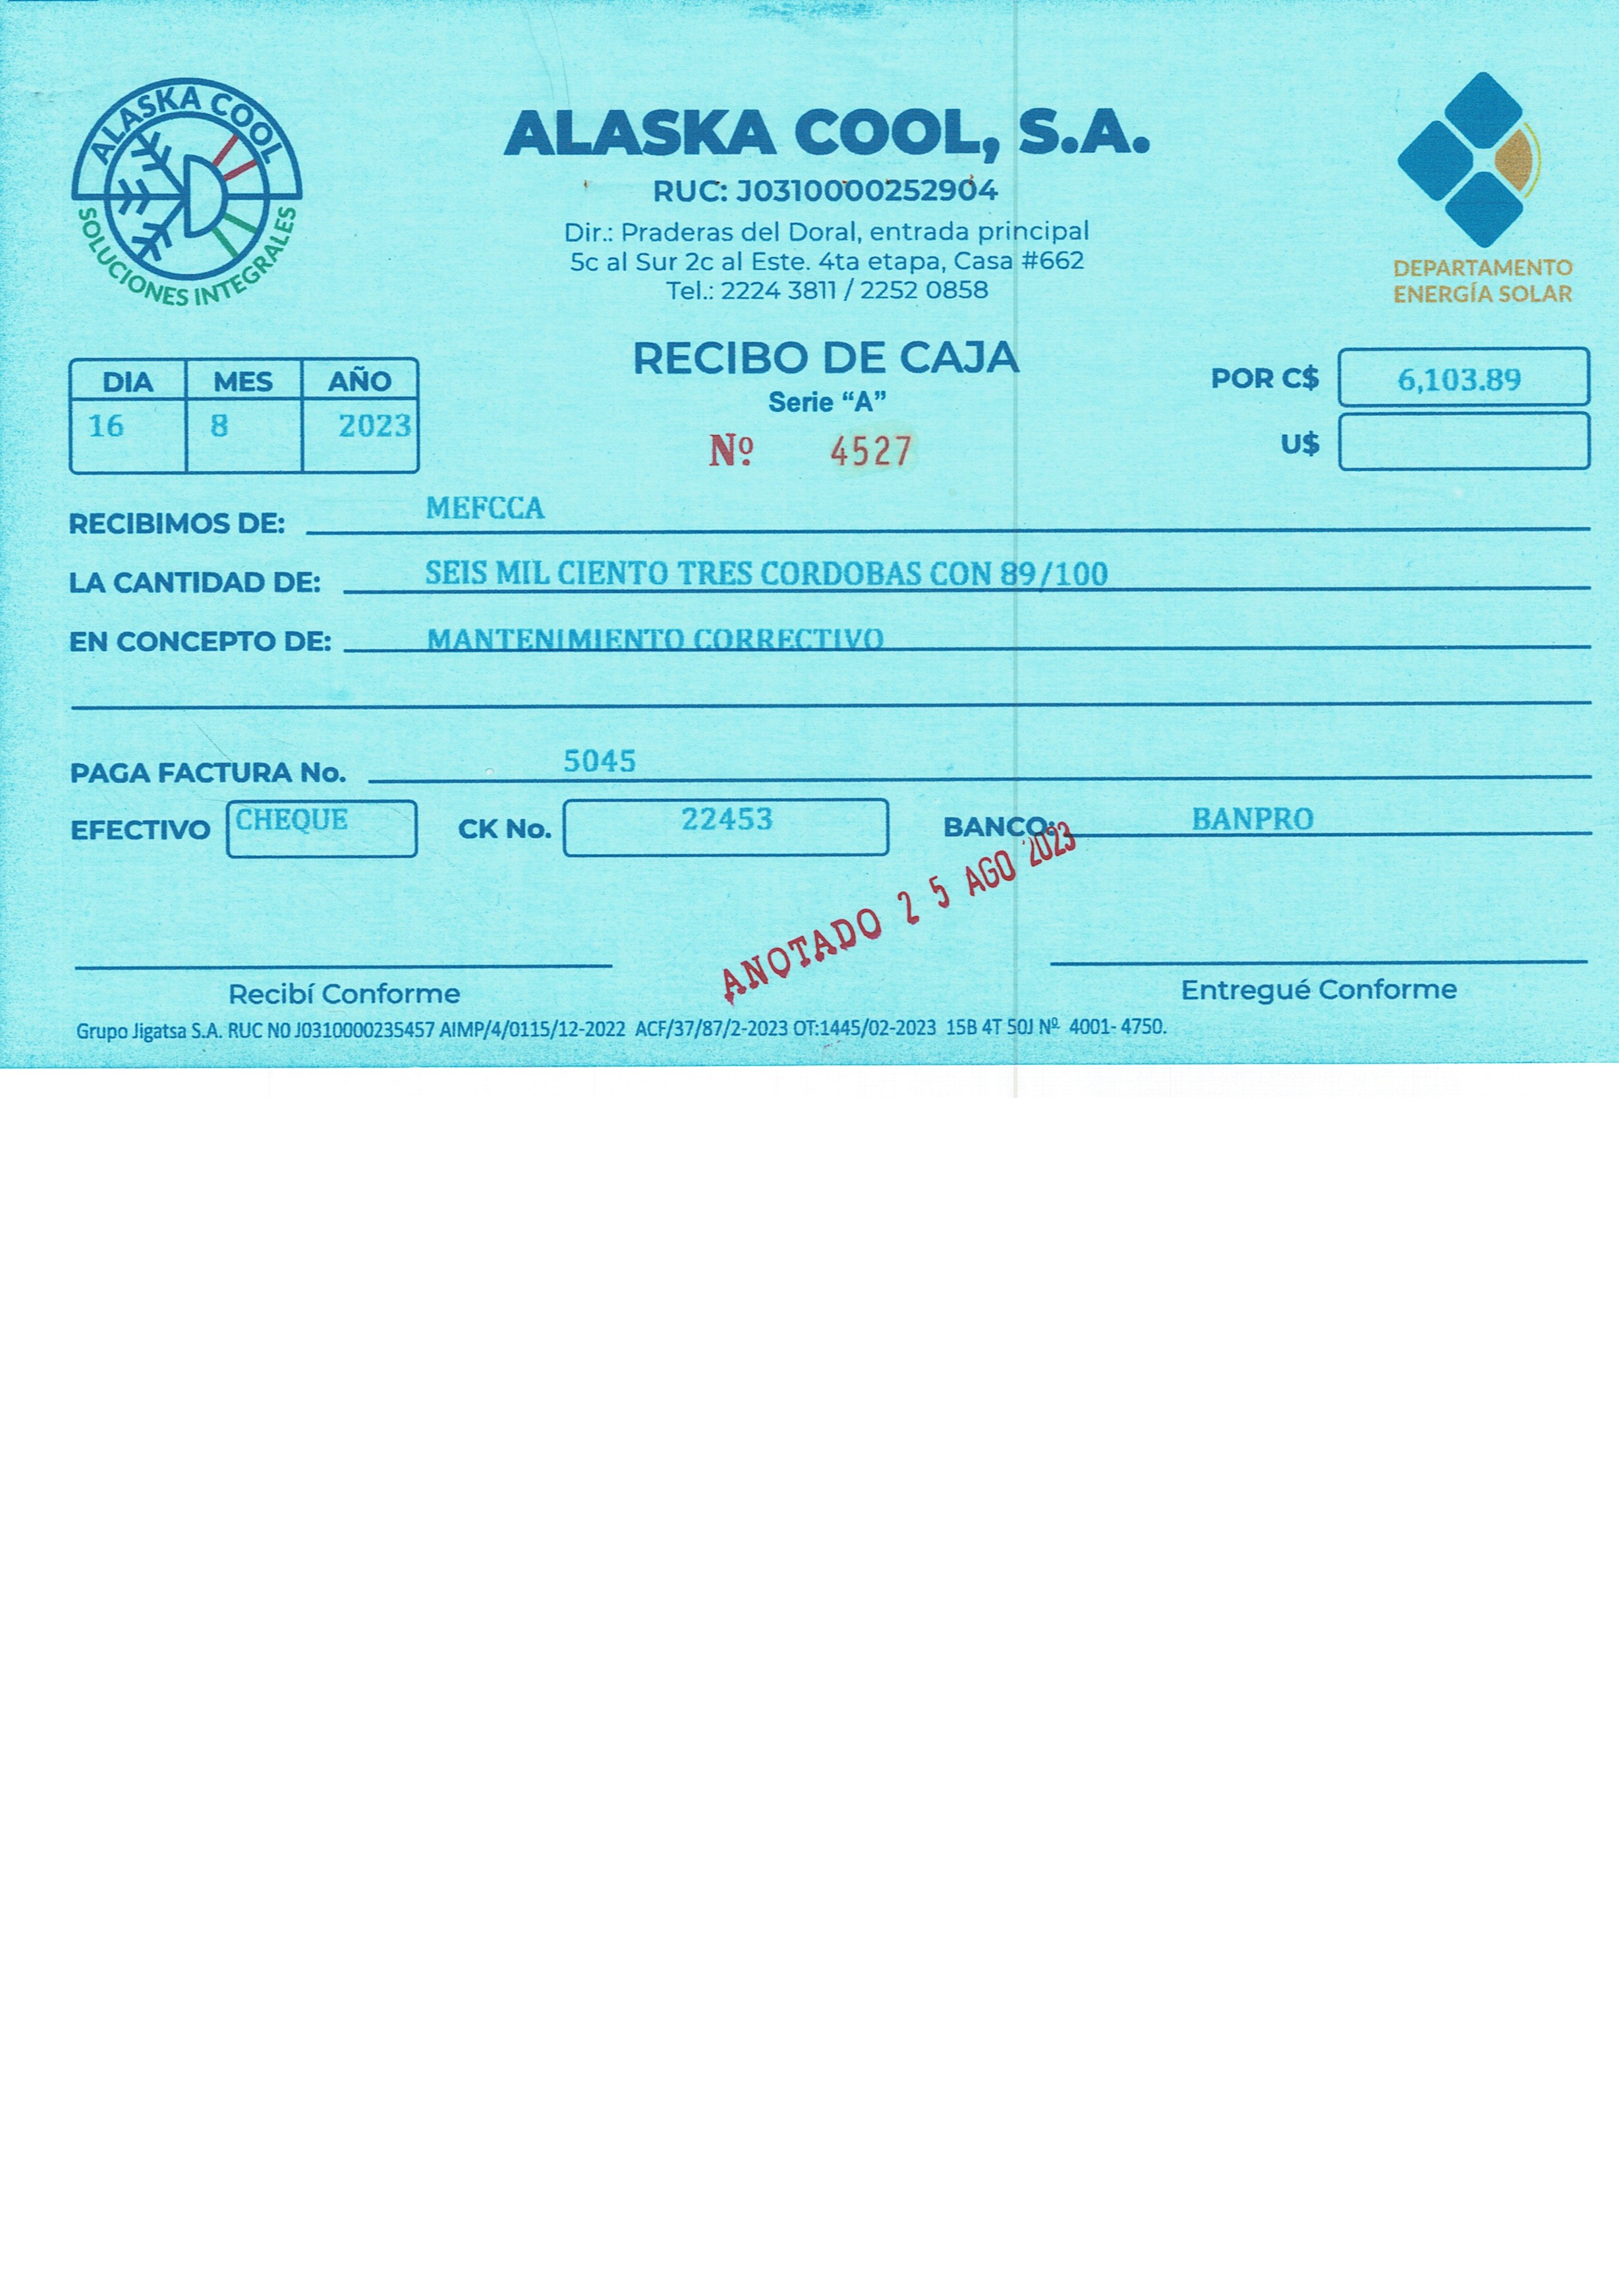 ALASKA COOL
SOLUCIONES INTEGRALES
ALASKA COOL, S.A.
RUC: J0310000252904
Dir.: Praderas del Doral, entrada principal
5c al Sur 2c al Este. 4ta etapa, Casa #662
Tel.: 2224 3811 / 2252 0858
DEPARTAMENTO
ENERGÍA SOLAR
RECIBO DE CAJA
Serie “A”
Nº 4527
DIA MES AÑO
16 8 2023
POR C$ 6,103.89
U$
RECIBIMOS DE: MEFCCA
LA CANTIDAD DE: SEIS MIL CIENTO TRES CORDOBAS CON 89/100
EN CONCEPTO DE: MANTENIMIENTO CORRECTIVO
PAGA FACTURA No. 5045
EFECTIVO CHEQUE CK No. 22453 BANCO: BANPRO
ANOTADO 25 AGO 2023
Recibí Conforme
Entregué Conforme
Grupo Jigatsa S.A. RUC N0 J0310000235457 AIMP/4/0115/12-2022 ACF/37/87/2-2023 OT:1445/02-2023 15B 4T 50J Nº 4001- 4750.